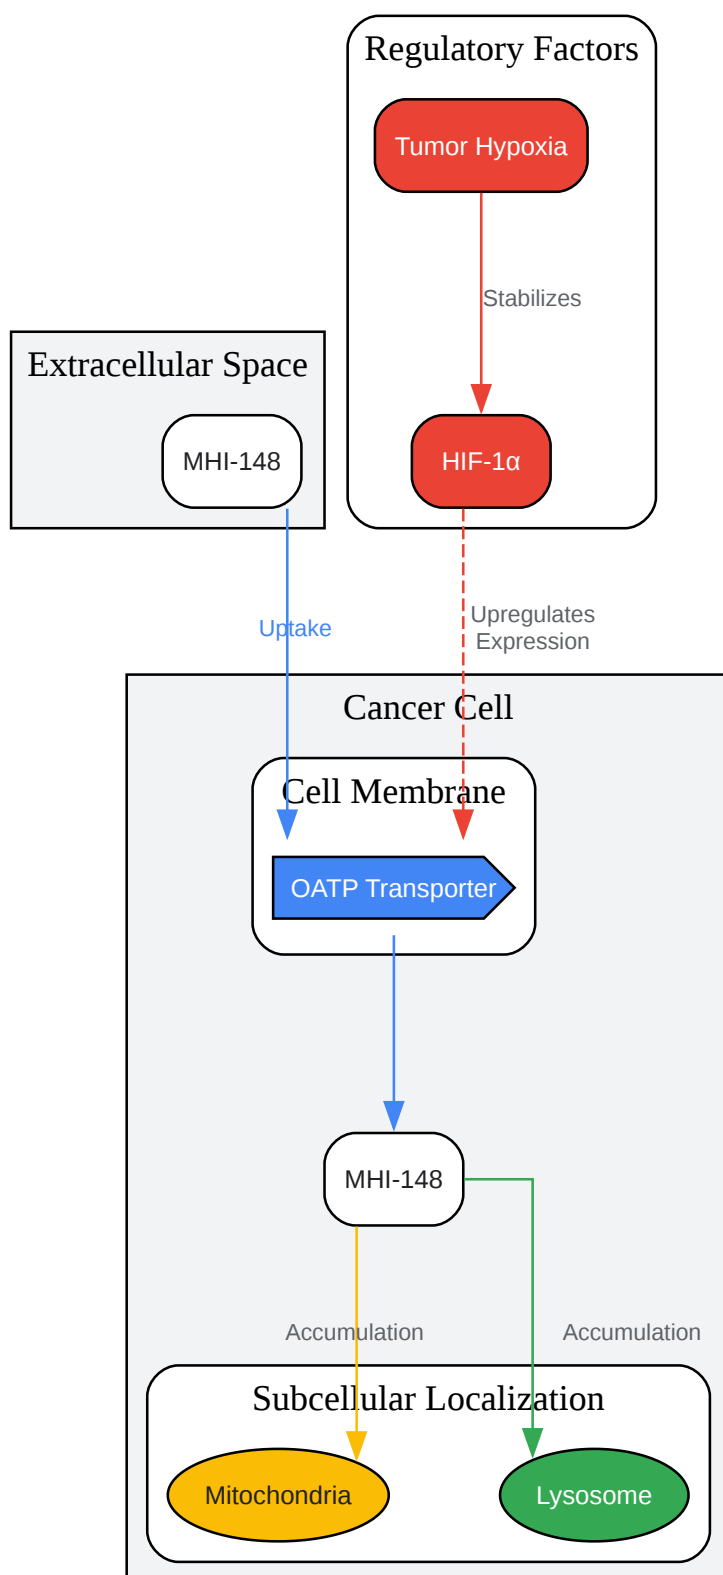 Regulatory Factors
Tumor Hypoxia
Stabilizes
Extracellular Space
MHI-148
HIF-1α
Uptake
Upregulates
Expression
Cancer Cell
Cell Membrane
OATP Transporter
MHI-148
Accumulation
Accumulation
Subcellular Localization
Mitochondria
Lysosome